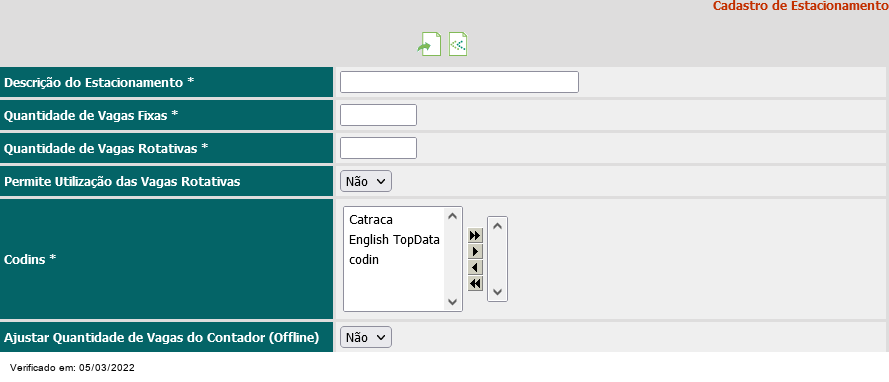 Cadastro de Estacionamento
Descrição do Estacionamento *
Quantidade de Vagas Fixas *
Quantidade de Vagas Rotativas *
Permite Utilização das Vagas Rotativas
Não
Codins *
Catraca
English TopData
codin
Ajustar Quantidade de Vagas do Contador (Offline)
Não
Verificado em: 05/03/2022